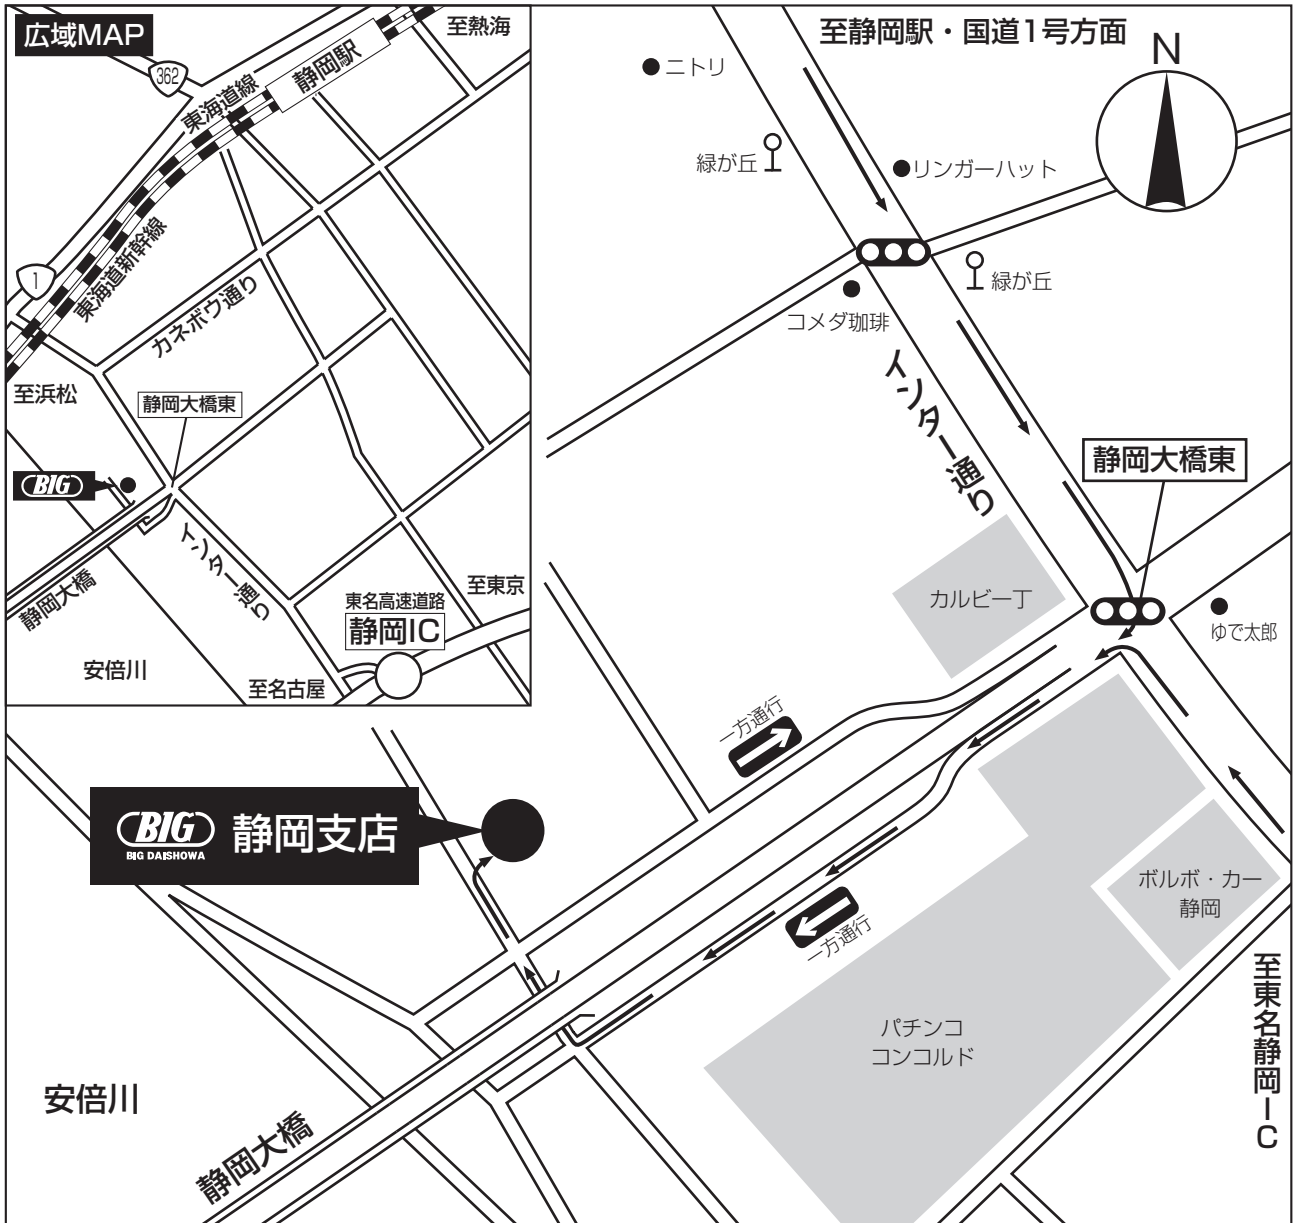 広域MAP
至熱海
362
静岡駅
東海道線
東海道新幹線
1
カネボウ通り
至浜松
静岡大橋東
BIG
インター通り
静岡大橋
安倍川
至東京
東名高速道路
静岡IC
至名古屋
至静岡駅・国道1号方面
N
ニトリ
緑が丘
リンガーハット
緑が丘
コメダ珈琲
インター通り
静岡大橋東
カルビー丁
ゆで太郎
一方通行
BIG
BIG DAISHOWA
静岡支店
ボルボ・カー
静岡
一方通行
至東名静岡IC
パチンコ
コンコルド
安倍川
静岡大橋